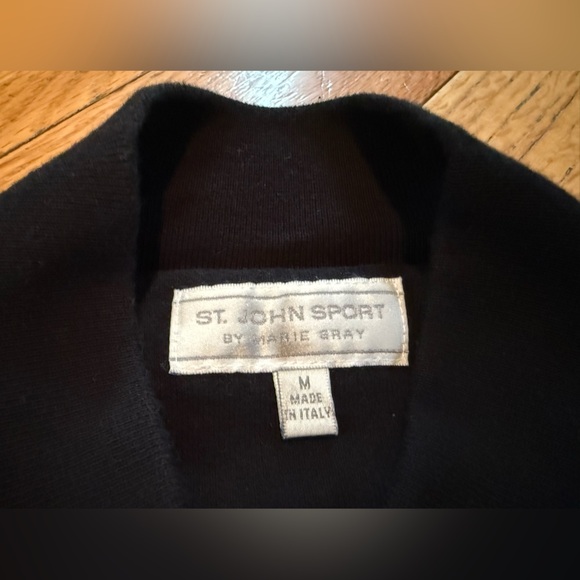 ST. JOHN SPORT
BY MARIE GRAY
M
MADE
IN ITALY